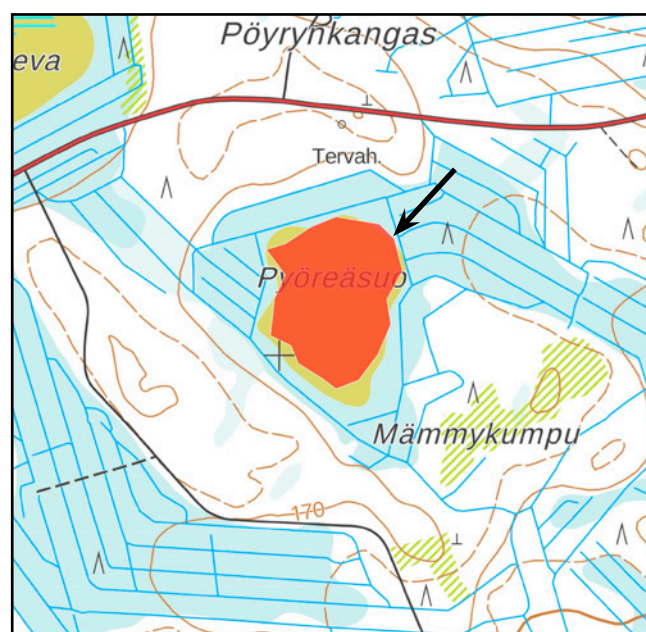 Pöyrynkangas
eva
Tervah.
Pyöreäsuo
Mämmykumpu
170